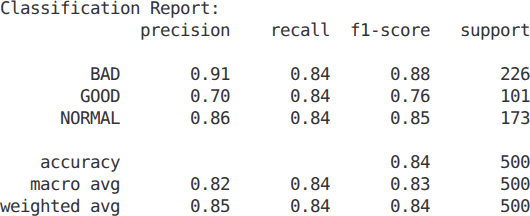 Classification Report:
              precision    recall  f1-score   support

         BAD       0.91      0.84      0.88       226
        GOOD       0.70      0.84      0.76       101
      NORMAL       0.86      0.84      0.85       173

    accuracy                           0.84       500
   macro avg       0.82      0.84      0.83       500
weighted avg       0.85      0.84      0.84       500